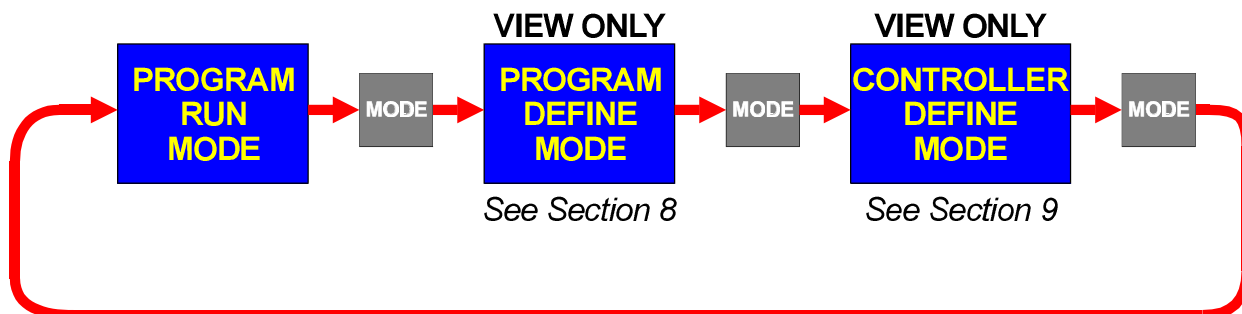 VIEW ONLY
VIEW ONLY
PROGRAM
RUN
MODE
MODE
PROGRAM
DEFINE
MODE
MODE
CONTROLLER
DEFINE
MODE
MODE
See Section 8
See Section 9